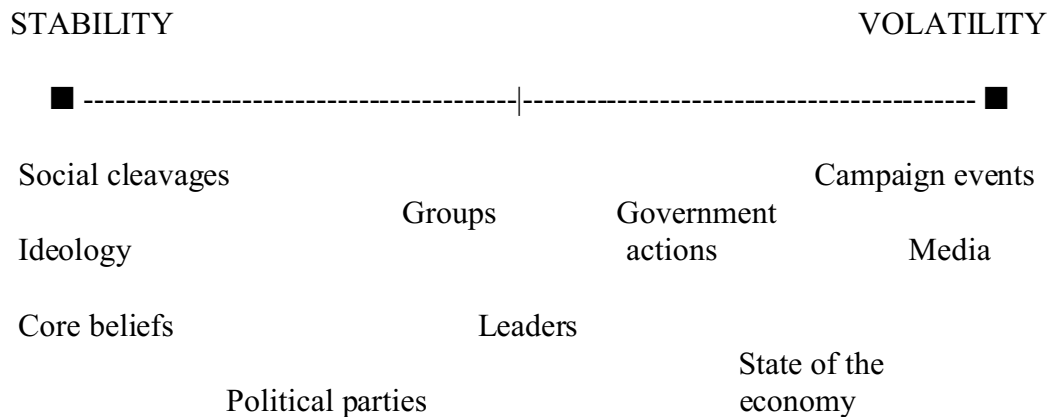 STABILITY VOLATILITY
■ -----------------------------------------|------------------------------------------- ■
Social cleavages Campaign events
Groups Government
Ideology actions Media
Core beliefs Leaders
State of the
Political parties economy